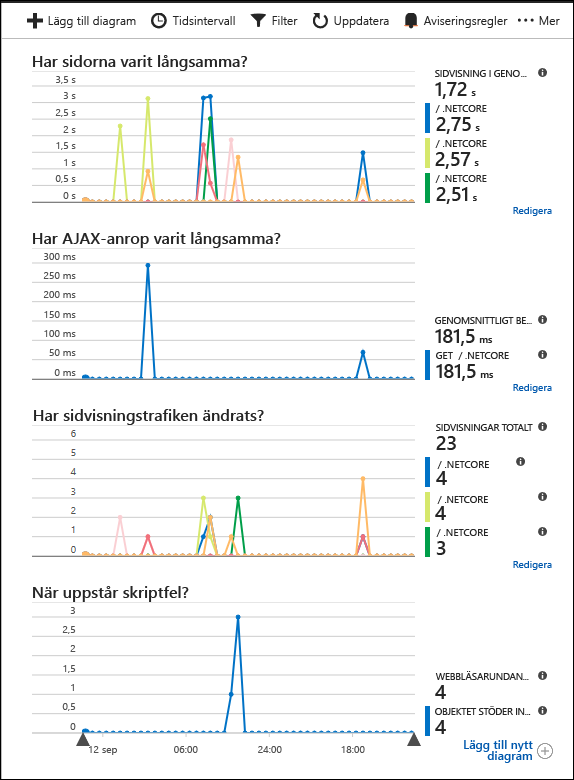 Lägg till diagram Tidsintervall Filter Uppdatera Aviseringsregler ••• Mer
Har sidorna varit långsamma?
3,5 s
3 s
2,5 s
2 s
1,5 s
1 s
0,5 s
0 s
SIDVISNING I GENO...
1,72 s
/ .NETCORE
2,75 s
/ .NETCORE
2,57 s
/ .NETCORE
2,51 s
Redigera
Har AJAX-anrop varit långsamma?
300 ms
250 ms
200 ms
150 ms
100 ms
50 ms
0 ms
GENOMSNITTLIGT BE...
181,5 ms
GET / .NETCORE
181,5 ms
Redigera
Har sidvisningstrafiken ändrats?
6
5
4
3
2
1
0
SIDVISNINGAR TOTALT
23
/ .NETCORE
4
/ .NETCORE
4
/ .NETCORE
3
Redigera
När uppstår skriptfel?
3
2,5
2
1,5
1
0,5
0
WEBBLÄSARUNDAN...
4
OBJEKTET STÖDER IN...
4
12 sep 06:00 24:00 18:00
Lägg till nytt
diagram